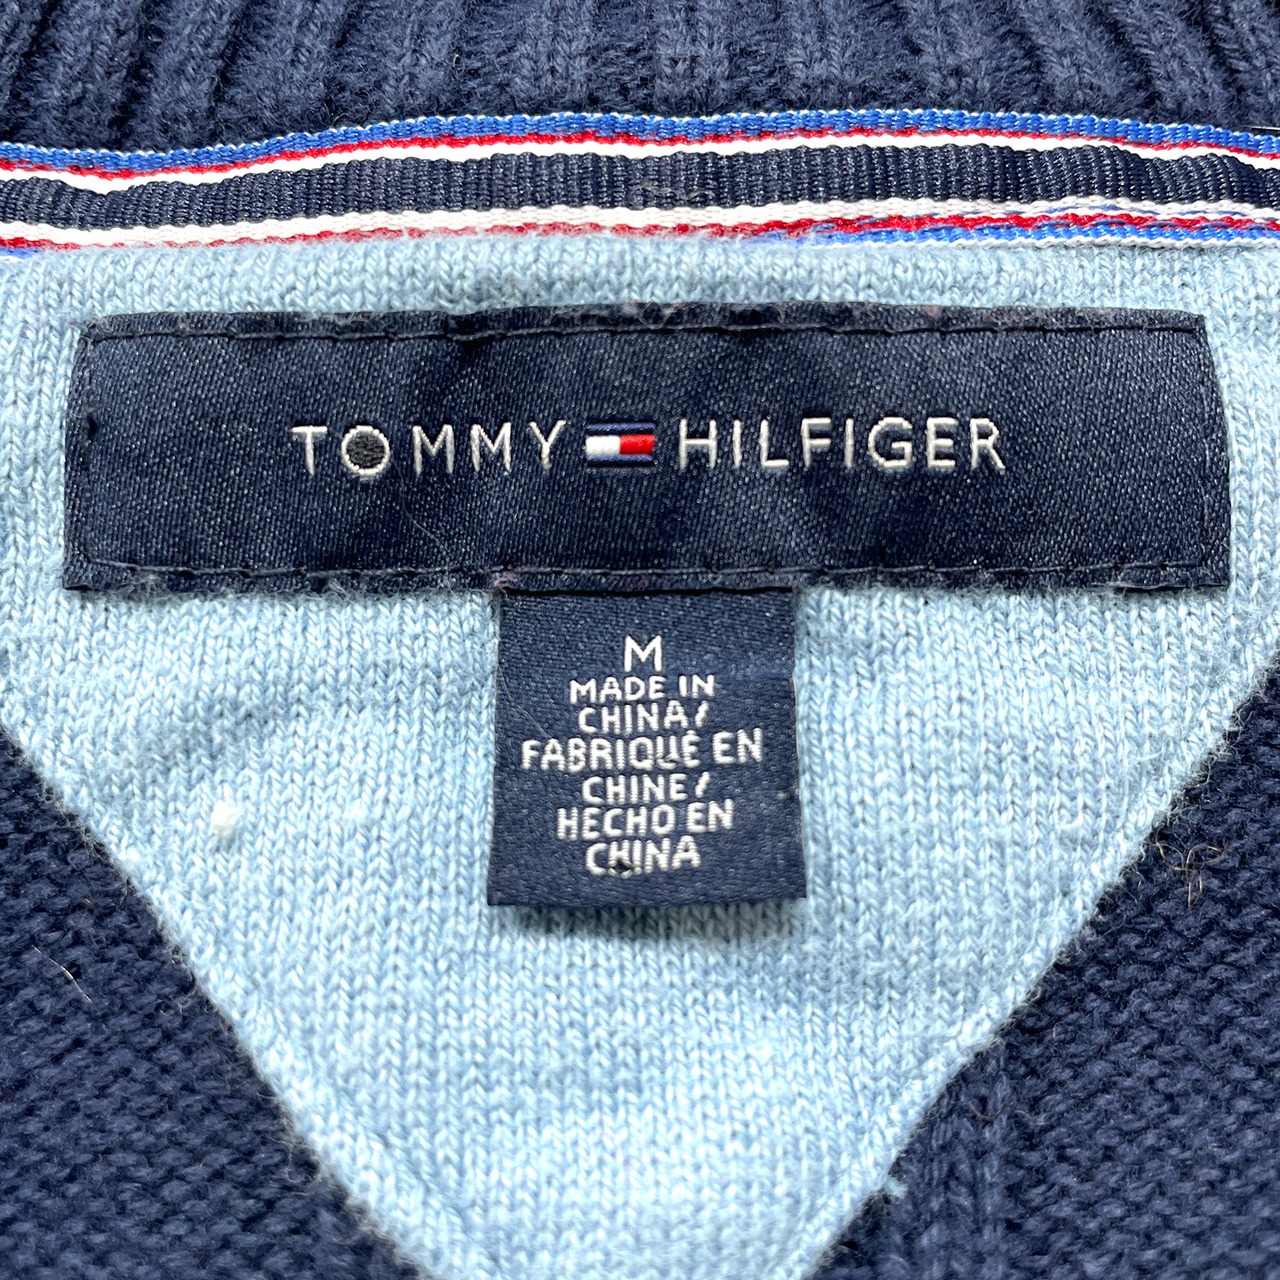 TOMMY HILFIGER
M
MADE IN
CHINA/
FABRIQUÉ EN
CHINE/
HECHO EN
CHINA